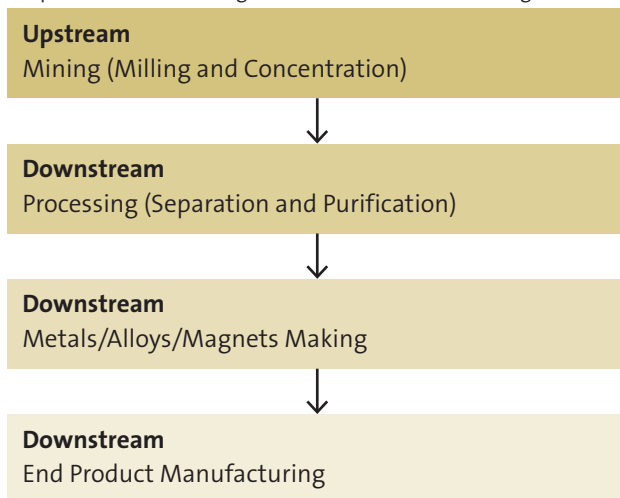 Upstream
Mining (Milling and Concentration)
Downstream
Processing (Separation and Purification)
Downstream
Metals/Alloys/Magnets Making
Downstream
End Product Manufacturing